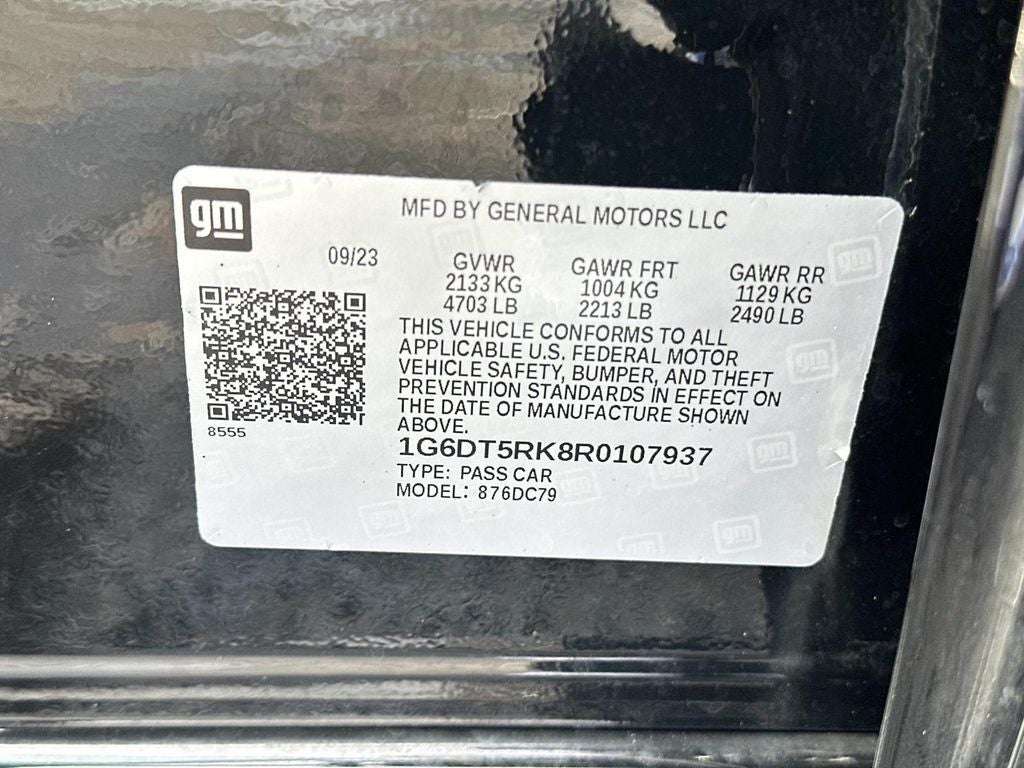 gm
MFD BY GENERAL MOTORS LLC
09/23
GVWR
2133 KG
4703 LB
GAWR FRT
1004 KG
2213 LB
GAWR RR
1129 KG
2490 LB
THIS VEHICLE CONFORMS TO ALL
APPLICABLE U.S. FEDERAL MOTOR
VEHICLE SAFETY, BUMPER, AND THEFT
PREVENTION STANDARDS IN EFFECT ON
THE DATE OF MANUFACTURE SHOWN
ABOVE.
8555
1G6DT5RK8R0107937
TYPE: PASS CAR
MODEL: 876DC79